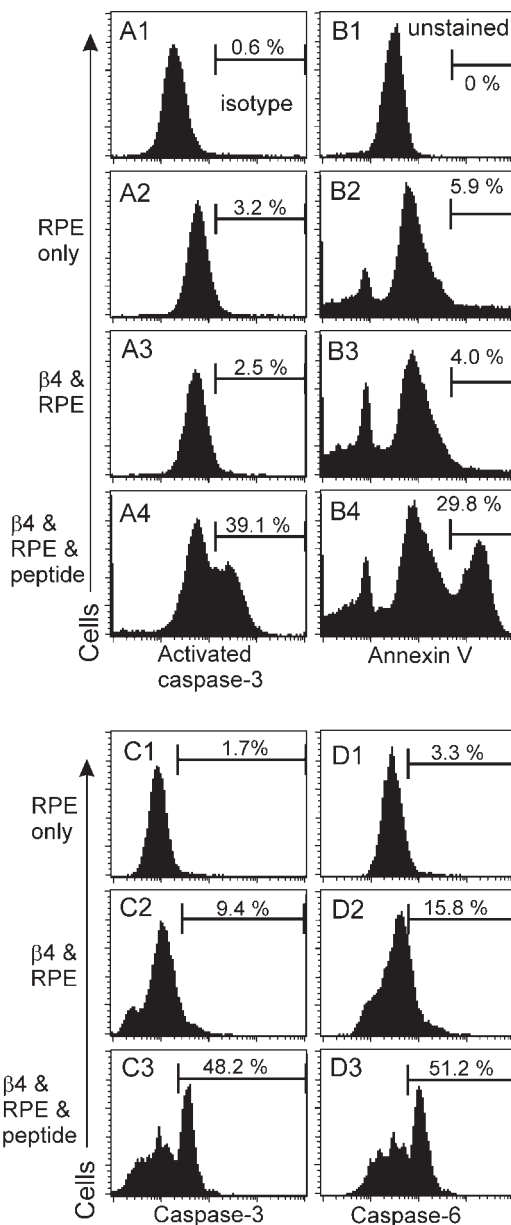 A1
0.6 %
isotype
B1
unstained
0 %
RPE
only
A2
3.2 %
B2
5.9 %
β4 &
RPE
A3
2.5 %
B3
4.0 %
β4 &
RPE &
peptide
A4
39.1 %
B4
29.8 %
Cells
Activated
caspase-3
Annexin V
RPE
only
C1
1.7%
D1
3.3 %
β4 &
RPE
C2
9.4 %
D2
15.8 %
β4 &
RPE &
peptide
C3
48.2 %
D3
51.2 %
Cells
Caspase-3
Caspase-6